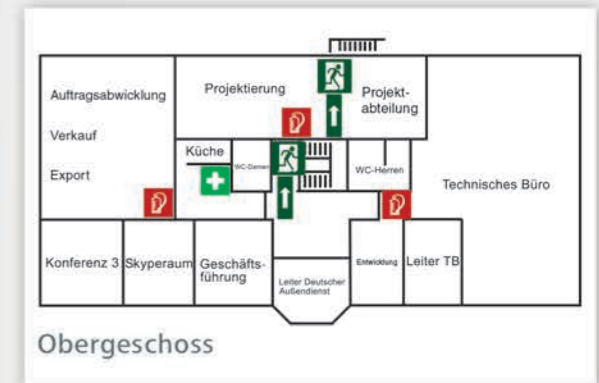 Auftragsabwicklung
Verkauf
Export
Projektierung
Projekt-
abteilung
Küche
WC-Damen
WC-Herren
Technisches Büro
Konferenz 3
Skyperaum
Geschäfts-
führung
Leiter Deutscher
Außendienst
Entwicklung
Leiter TB
Obergeschoss